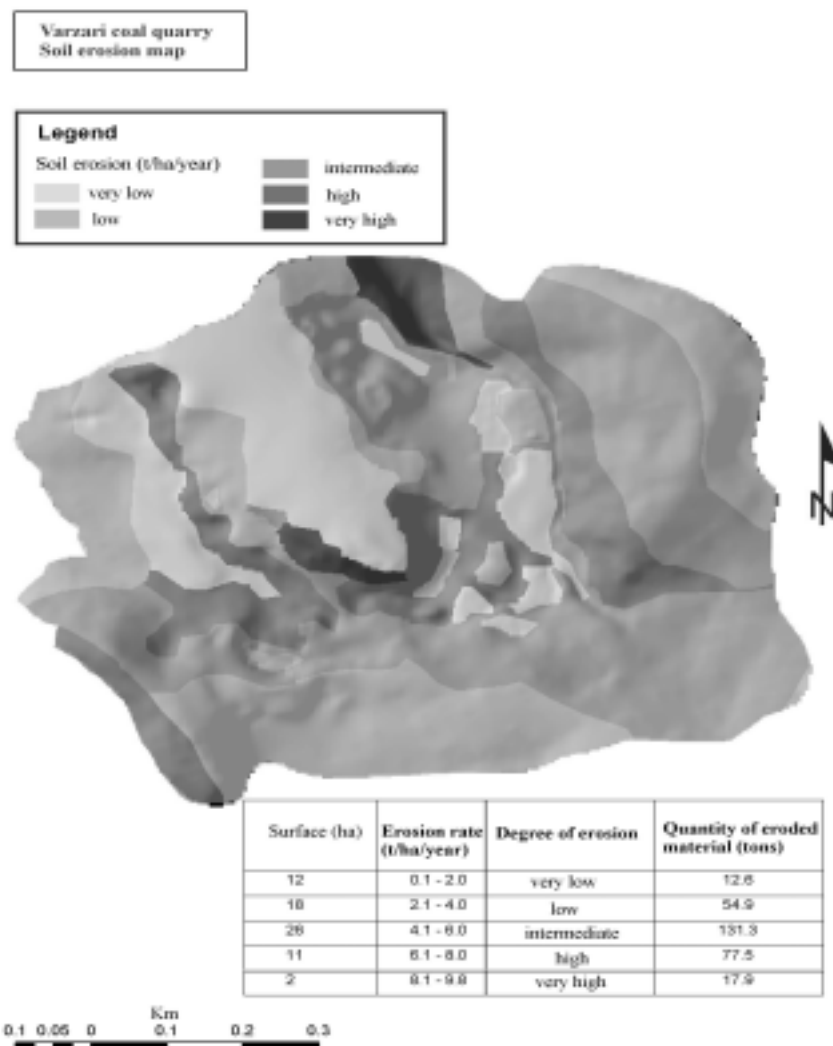 Varzari coal quarry
Soil erosion map
Legend
Soil erosion (t/ha/year)
very low
low
intermediate
high
very high
N
Surface (ha) Erosion rate (t/ha/year) Degree of erosion Quantity of eroded material (tons)
12 0.1 - 2.0 very low 12.6
18 2.1 - 4.0 low 54.9
26 4.1 - 6.0 intermediate 131.3
11 6.1 - 8.0 high 77.5
2 8.1 - 9.8 very high 17.9
Km
0.1 0.05 0 0.1 0.2 0.3